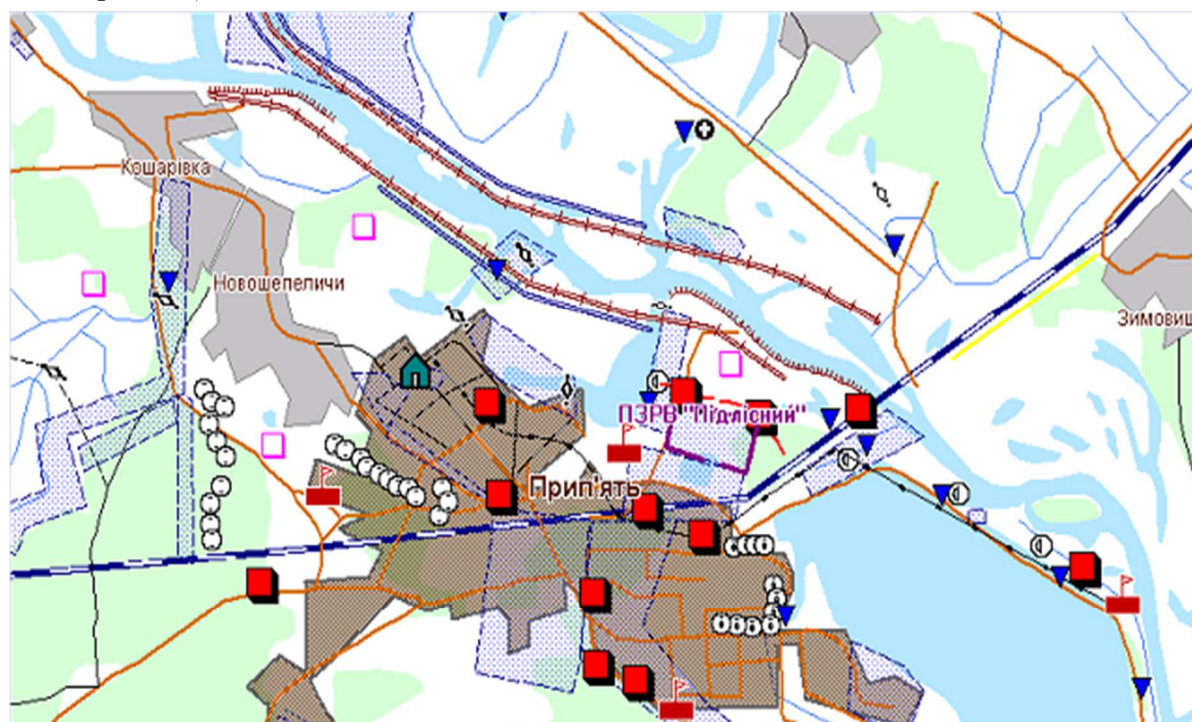 Кошарівка
Новошепеличи
Зимовищ
ПЗРВ "Підлісний"
Прип'ять